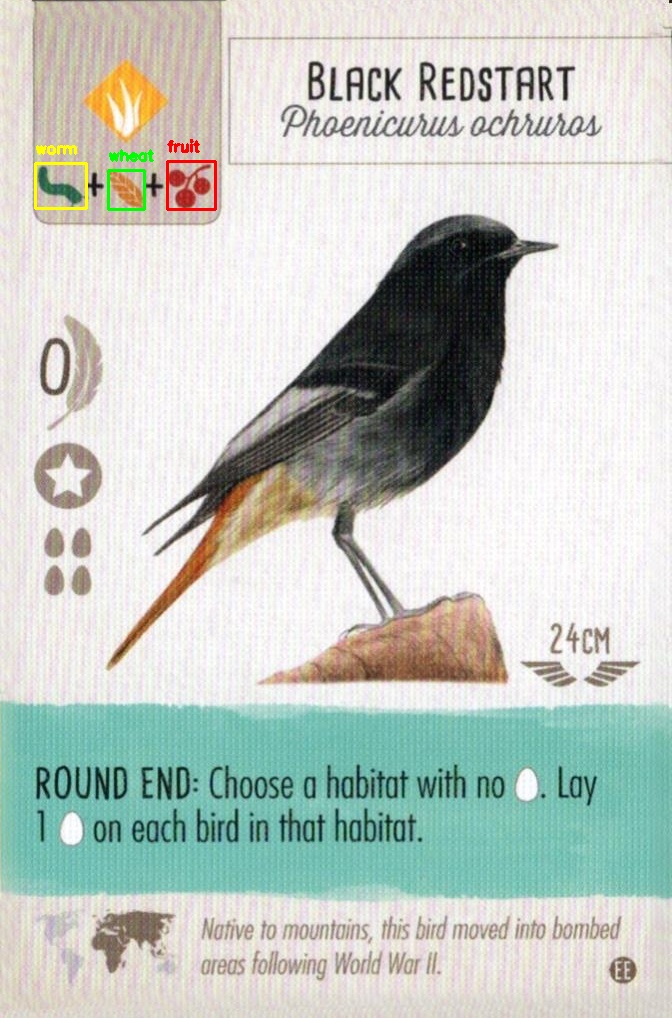 BLACK REDSTART
Phoenicurus ochruros
worm
wheat
fruit
+ +
0
24CM
ROUND END: Choose a habitat with no . Lay
1 on each bird in that habitat.
Native to mountains, this bird moved into bombed
areas following World War II.
EE